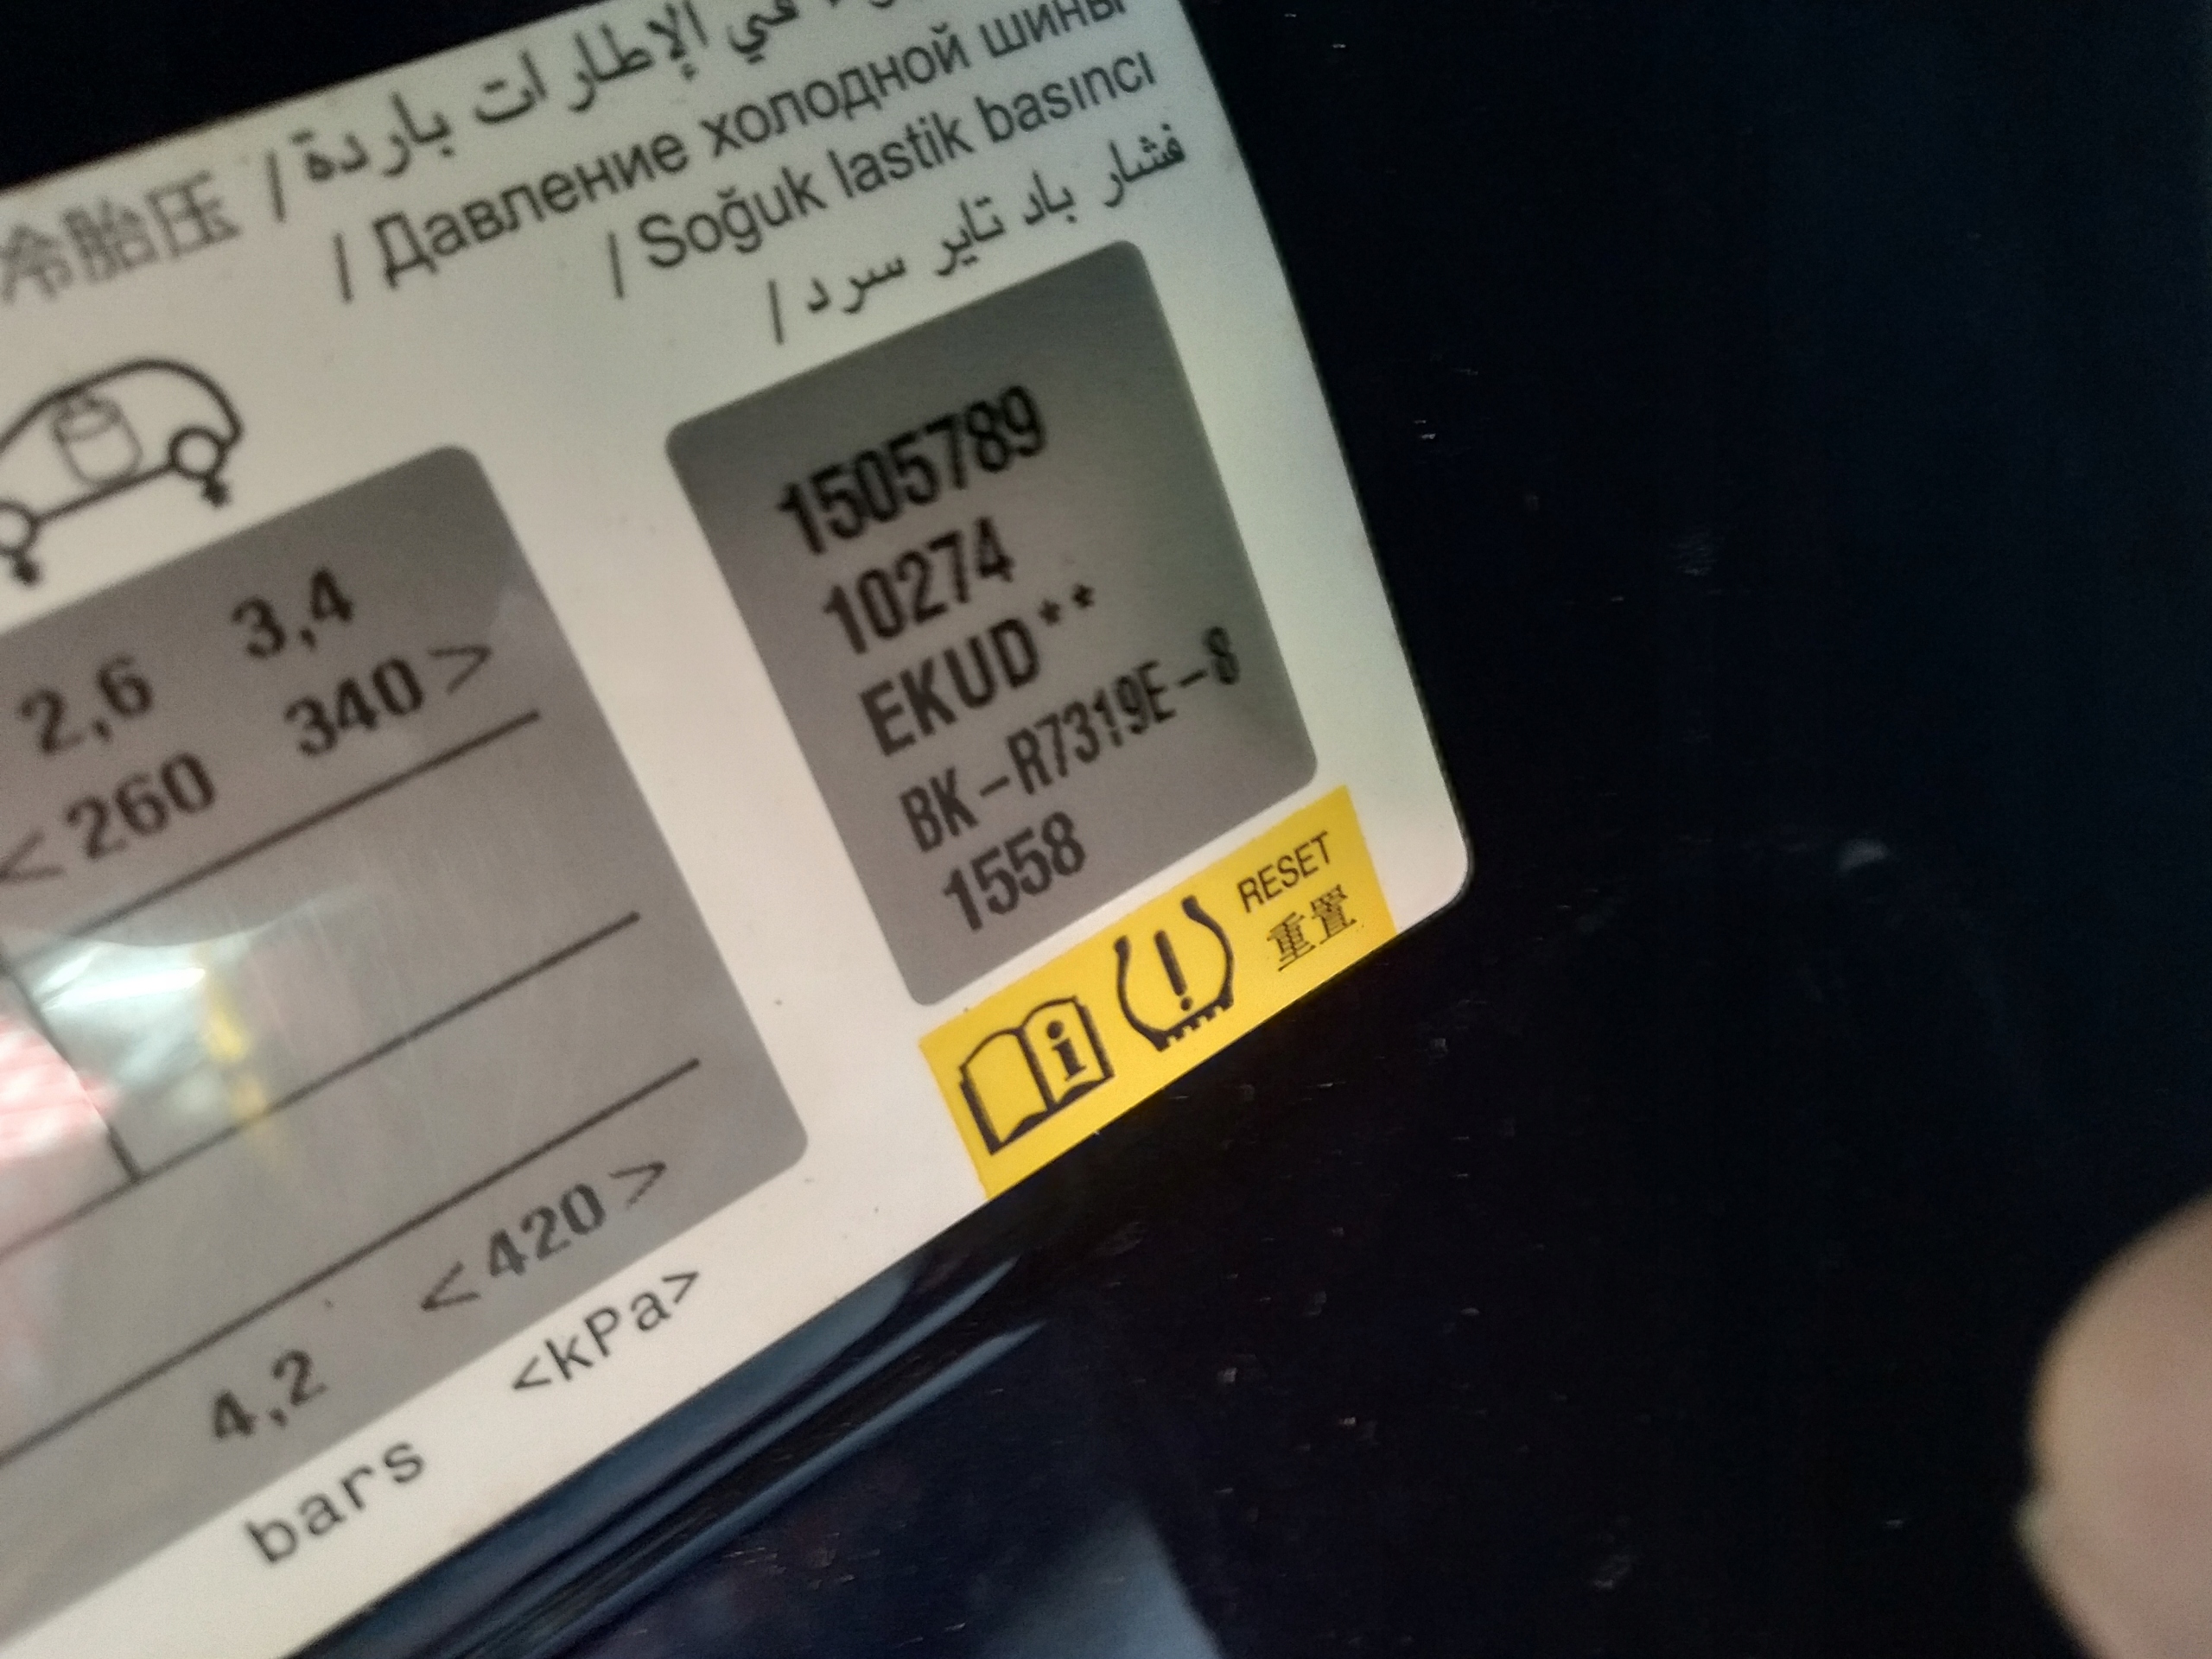 冷胎压 / في الإطارات باردة
/ Давление холодной шины
/ Soğuk lastik basıncı
/ فشار باد تایر سرد
2,6 3,4
<260 340>
4,2 <420>
bars <kPa>
1505789
10274
EKUD**
BK-R7319E-8
1558
RESET
重置